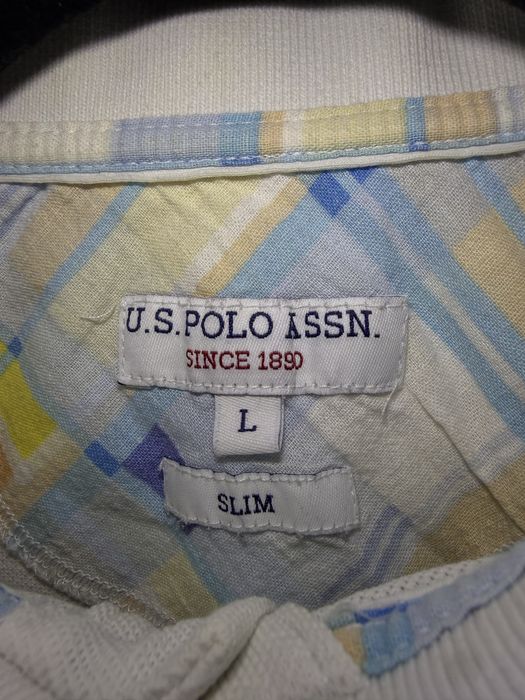 U.S. POLO ASSN.
SINCE 1890
L
SLIM